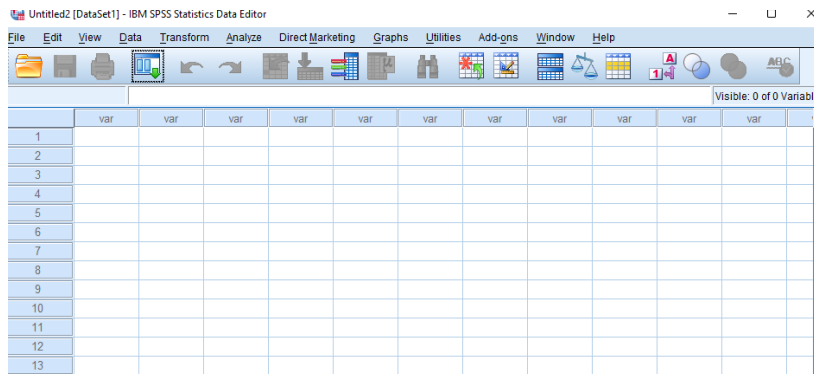 Untitled2 [DataSet1] - IBM SPSS Statistics Data Editor
File Edit View Data Transform Analyze Direct Marketing Graphs Utilities Add-ons Window Help
A
1
ABC
Visible: 0 of 0 Variabl
var var var var var var var var var var var
1
2
3
4
5
6
7
8
9
10
11
12
13